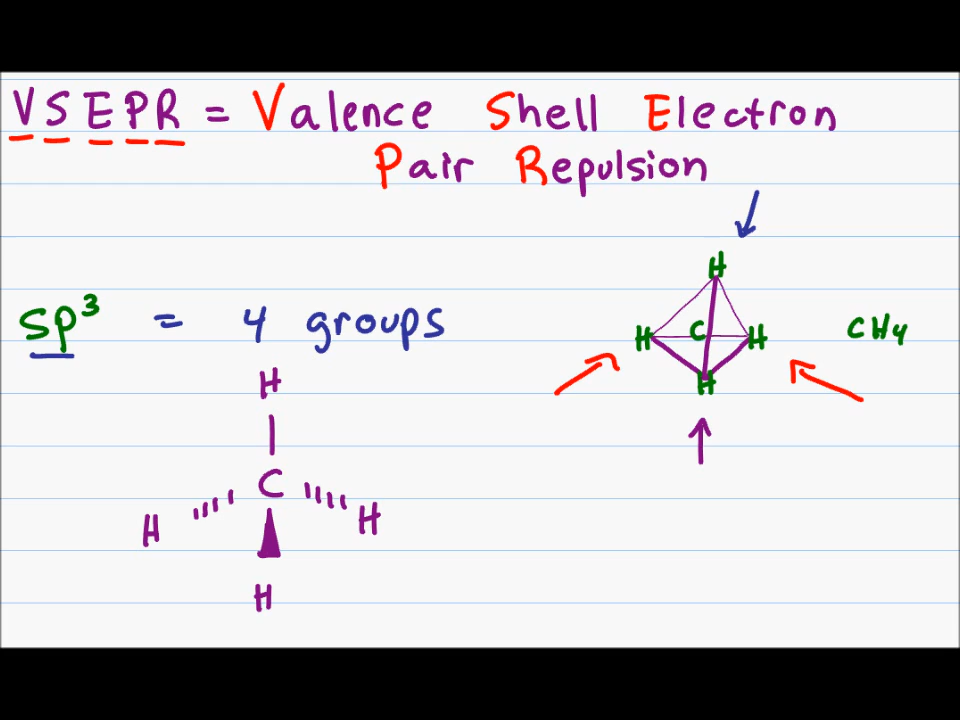 VSEPR = Valence Shell Electron
Pair Repulsion
H
H C H CH4
H
sp³ = 4 groups
H
C
H H
H